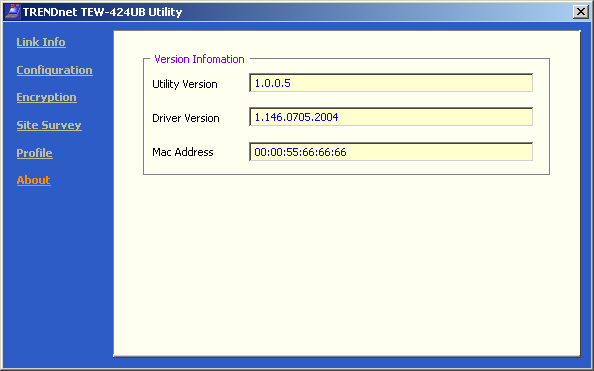 TRENDnet TEW-424UB Utility
Link Info
Configuration
Encryption
Site Survey
Profile
About
Version Infomation
Utility Version 1.0.0.5
Driver Version 1.146.0705.2004
Mac Address 00:00:55:66:66:66